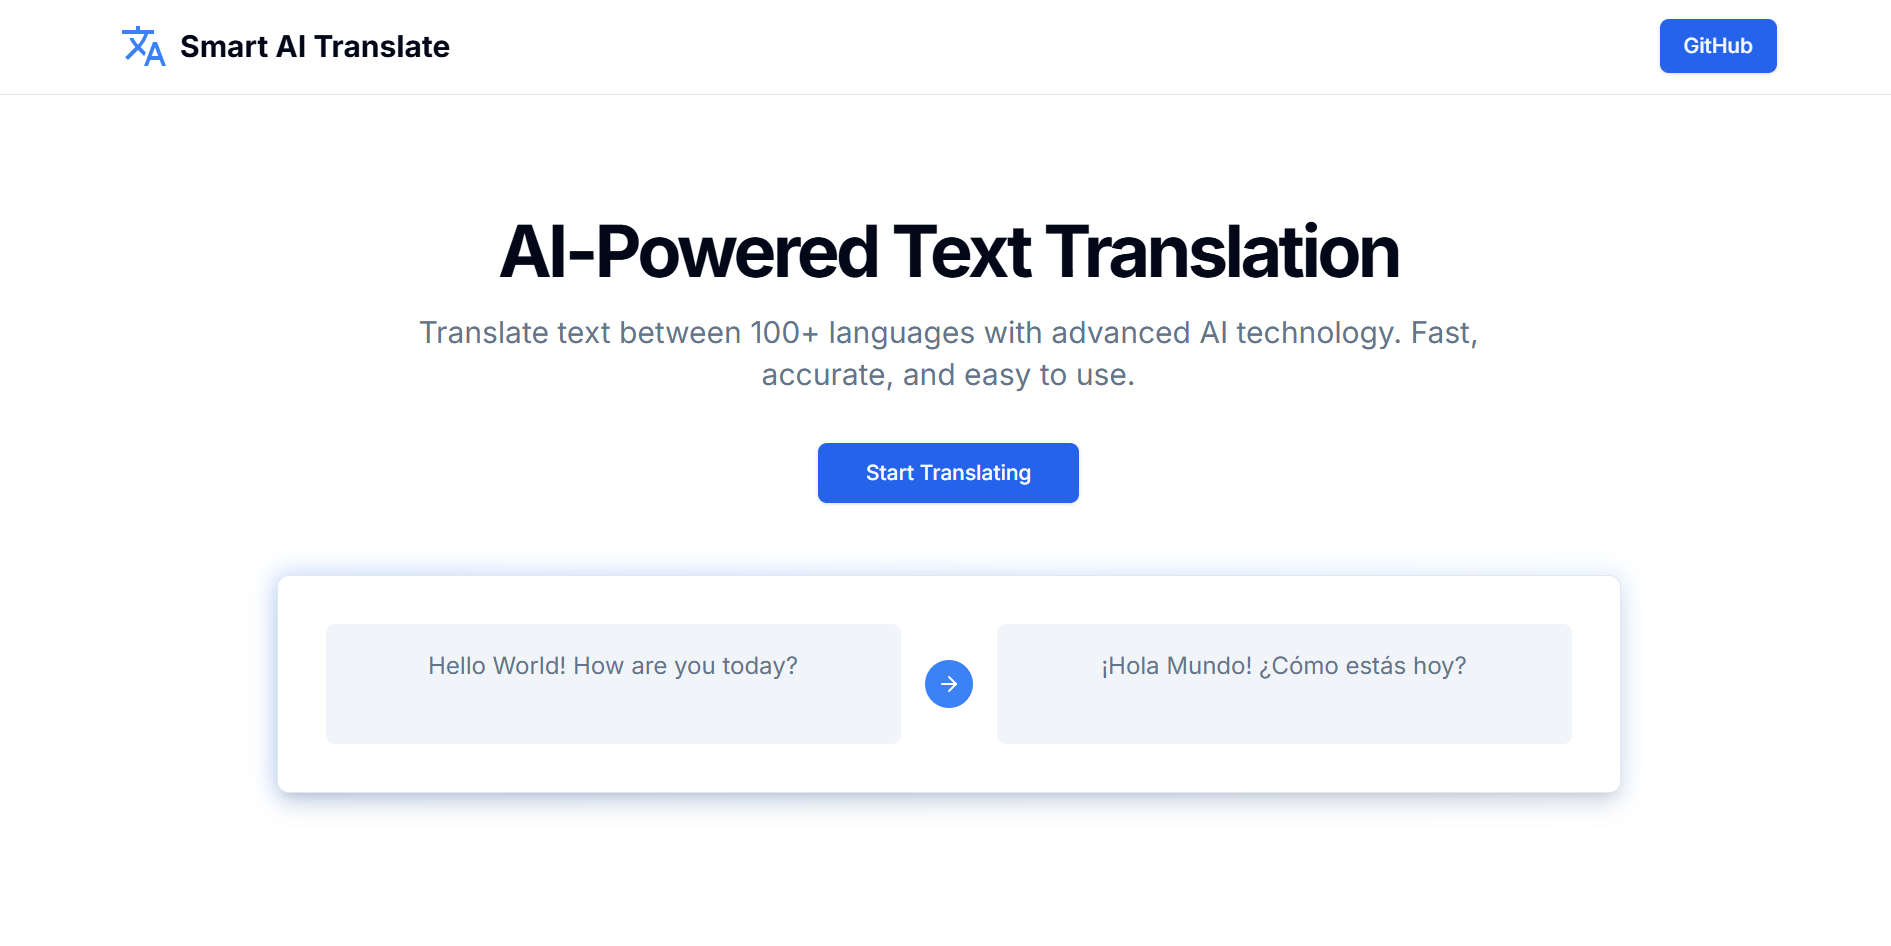 Smart AI Translate
GitHub
AI-Powered Text Translation
Translate text between 100+ languages with advanced AI technology. Fast,
accurate, and easy to use.
Start Translating
Hello World! How are you today?
¡Hola Mundo! ¿Cómo estás hoy?